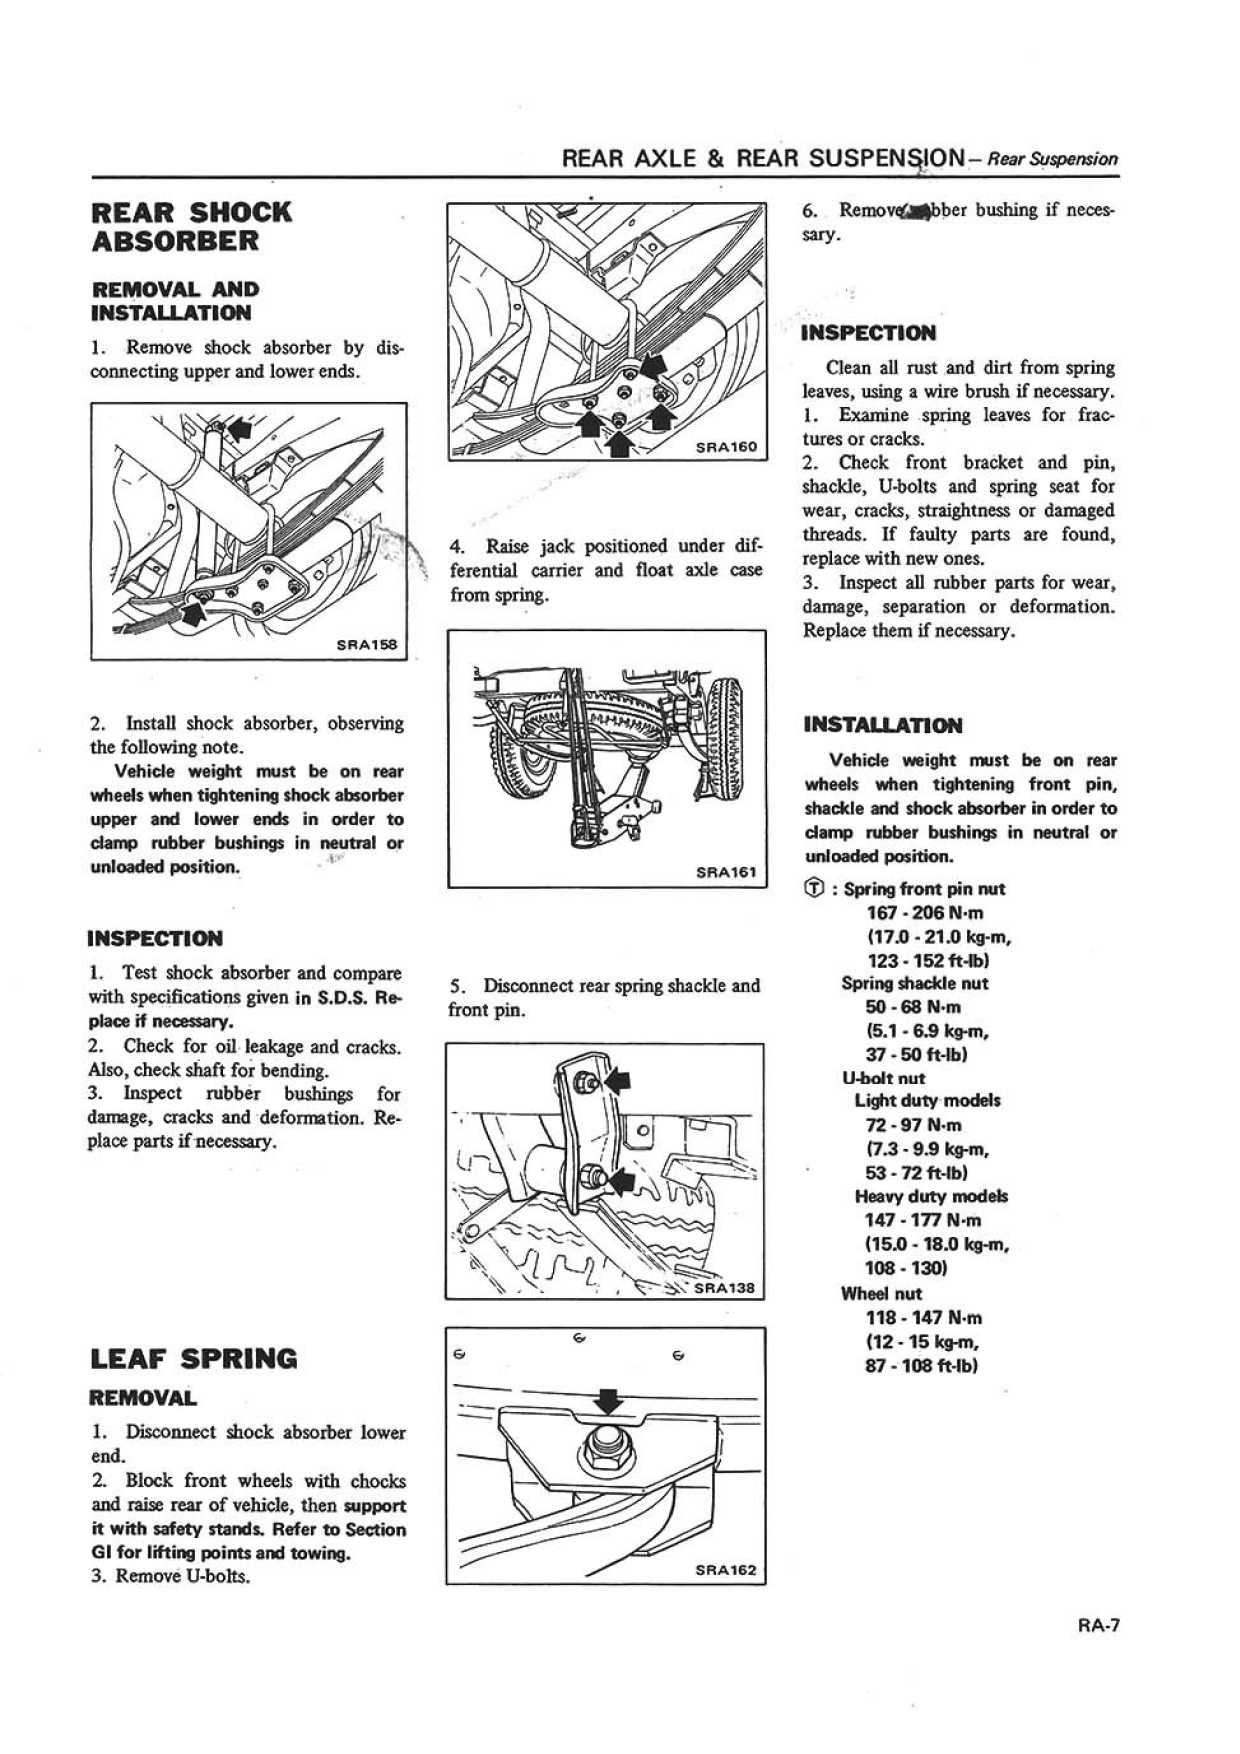 REAR AXLE & REAR SUSPENSION – Rear Suspension
REAR SHOCK
ABSORBER
REMOVAL AND
INSTALLATION
1. Remove shock absorber by dis-
connecting upper and lower ends.
SRA158
2. Install shock absorber, observing
the following note.
Vehicle weight must be on rear
wheels when tightening shock absorber
upper and lower ends in order to
clamp rubber bushings in neutral or
unloaded position.
INSPECTION
1. Test shock absorber and compare
with specifications given in S.D.S. Re-
place if necessary.
2. Check for oil leakage and cracks.
Also, check shaft for bending.
3. Inspect rubber bushings for
damage, cracks and deformation. Re-
place parts if necessary.
LEAF SPRING
REMOVAL
1. Disconnect shock absorber lower
end.
2. Block front wheels with chocks
and raise rear of vehicle, then support
it with safety stands. Refer to Section
GI for lifting points and towing.
3. Remove U-bolts.
SRA160
4. Raise jack positioned under dif-
ferential carrier and float axle case
from spring.
SRA161
5. Disconnect rear spring shackle and
front pin.
SRA138
SRA162
6. bushing if neces-
sary.
INSPECTION
Clean all rust and dirt from spring
leaves, using a wire brush if necessary.
1. Examine spring leaves for frac-
tures or cracks.
2. Check front bracket and pin,
shackle, U-bolts and spring seat for
wear, cracks, straightness or damaged
threads. If faulty parts are found,
replace with new ones.
3. Inspect all rubber parts for wear,
damage, separation or deformation.
Replace them if necessary.
INSTALLATION
Vehicle weight must be on rear
wheels when tightening front pin,
shackle and shock absorber in order to
clamp rubber bushings in neutral or
unloaded position.
Ⓣ : Spring front pin nut
167 - 206 N·m
(17.0 - 21.0 kg-m,
123 - 152 ft-lb)
Spring shackle nut
50 - 68 N·m
(5.1 - 6.9 kg-m,
37 - 50 ft-lb)
U-bolt nut
Light duty models
72 - 97 N·m
(7.3 - 9.9 kg-m,
53 - 72 ft-lb)
Heavy duty models
147 - 177 N·m
(15.0 - 18.0 kg-m,
108 - 130)
Wheel nut
118 - 147 N·m
(12 - 15 kg-m,
87 - 108 ft-lb)
RA-7